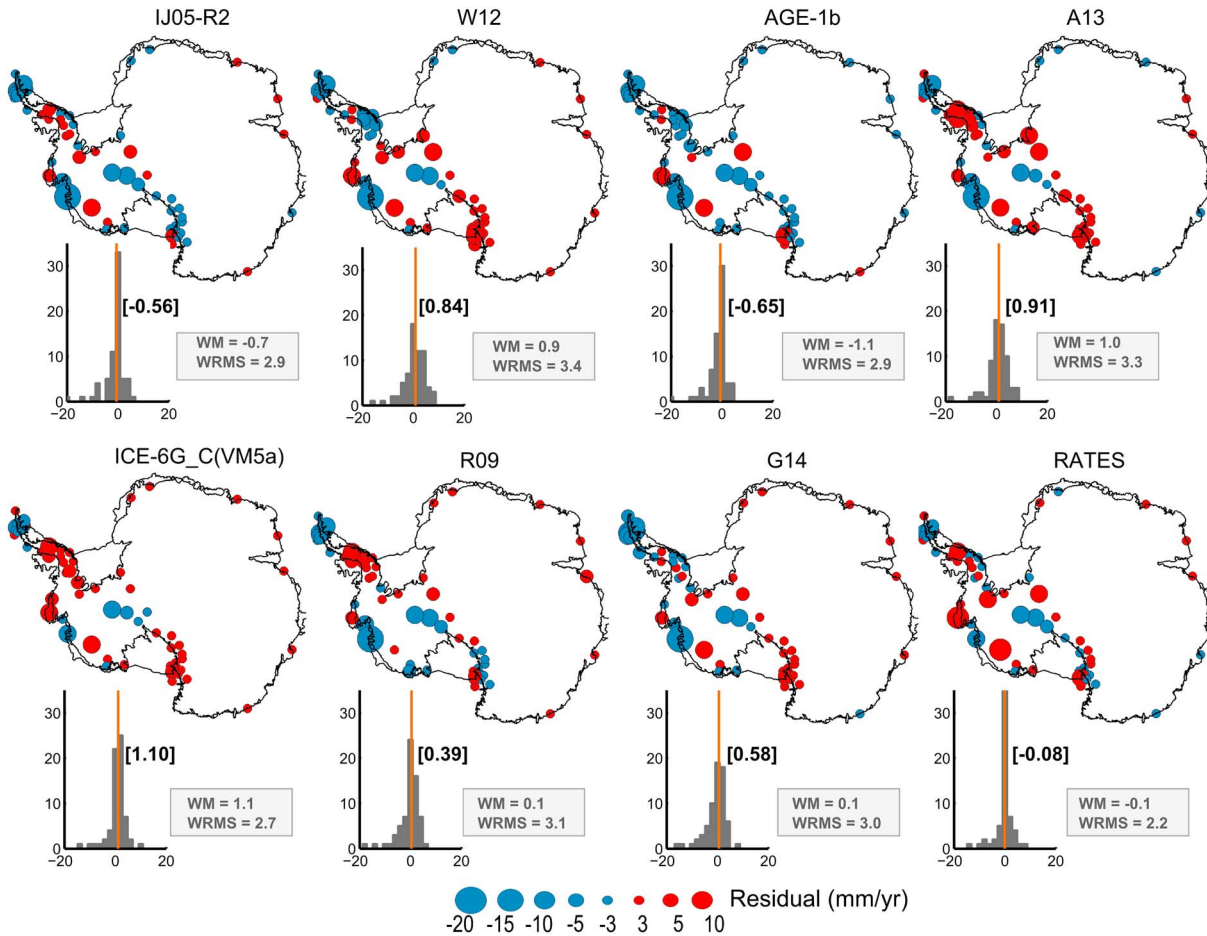 IJ05-R2
W12
AGE-1b
A13
30
20
10
0
[-0.56]
WM = -0.7
WRMS = 2.9
−20
0
20
30
20
10
0
[0.84]
WM = 0.9
WRMS = 3.4
−20
0
20
30
20
10
0
[-0.65]
WM = -1.1
WRMS = 2.9
−20
0
20
30
20
10
0
[0.91]
WM = 1.0
WRMS = 3.3
−20
0
20
ICE-6G_C(VM5a)
R09
G14
RATES
30
20
10
0
[1.10]
WM = 1.1
WRMS = 2.7
−20
0
20
30
20
10
0
[0.39]
WM = 0.1
WRMS = 3.1
−20
0
20
30
20
10
0
[0.58]
WM = 0.1
WRMS = 3.0
−20
0
20
30
20
10
0
[-0.08]
WM = -0.1
WRMS = 2.2
−20
0
20
Residual (mm/yr)
-20 -15 -10 -5 -3 3 5 10